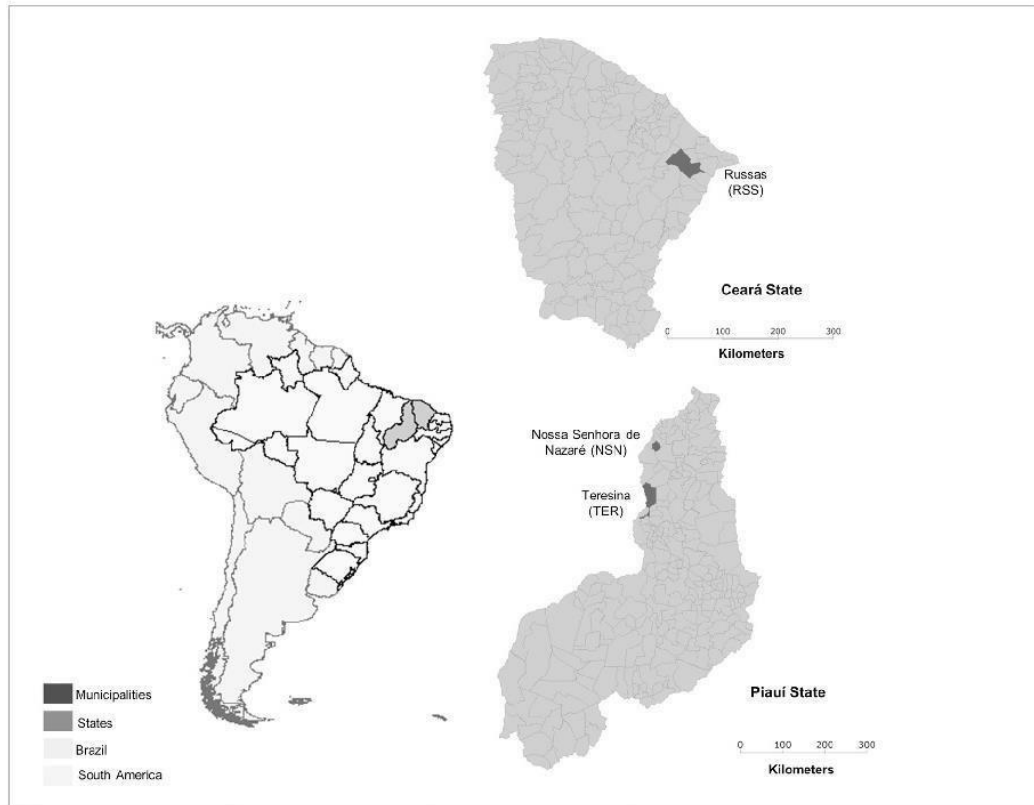 Russas
(RSS)
Ceará State
0 100 200 300
Kilometers
Nossa Senhora de
Nazaré (NSN)
Teresina
(TER)
Piauí State
0 100 200 300
Kilometers
Municipalities
States
Brazil
South America